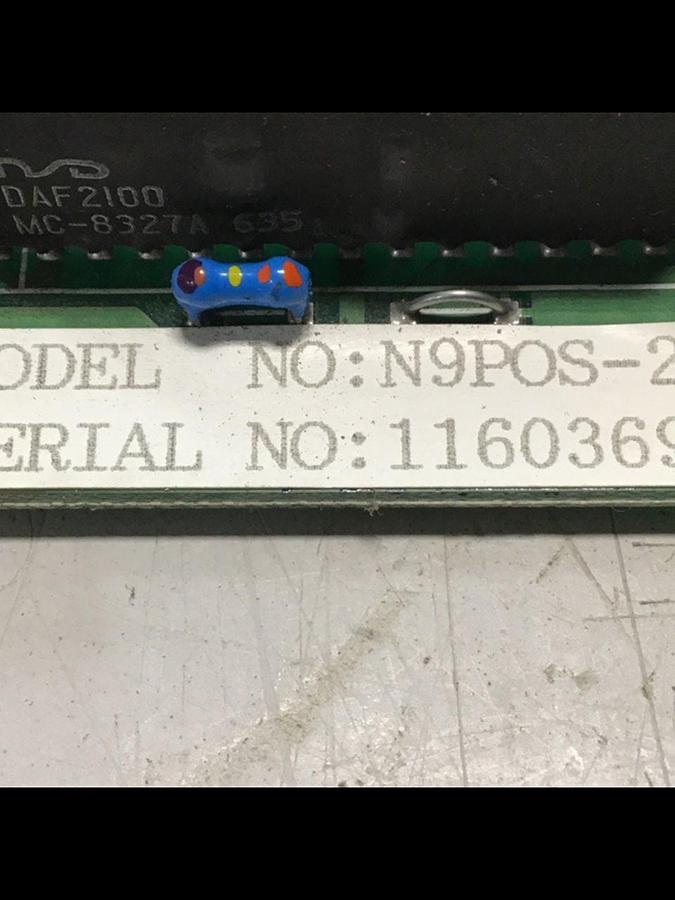 DAF2100
MC-8327A 635
ODEL NO:N9POS-2
ERIAL NO:1160369